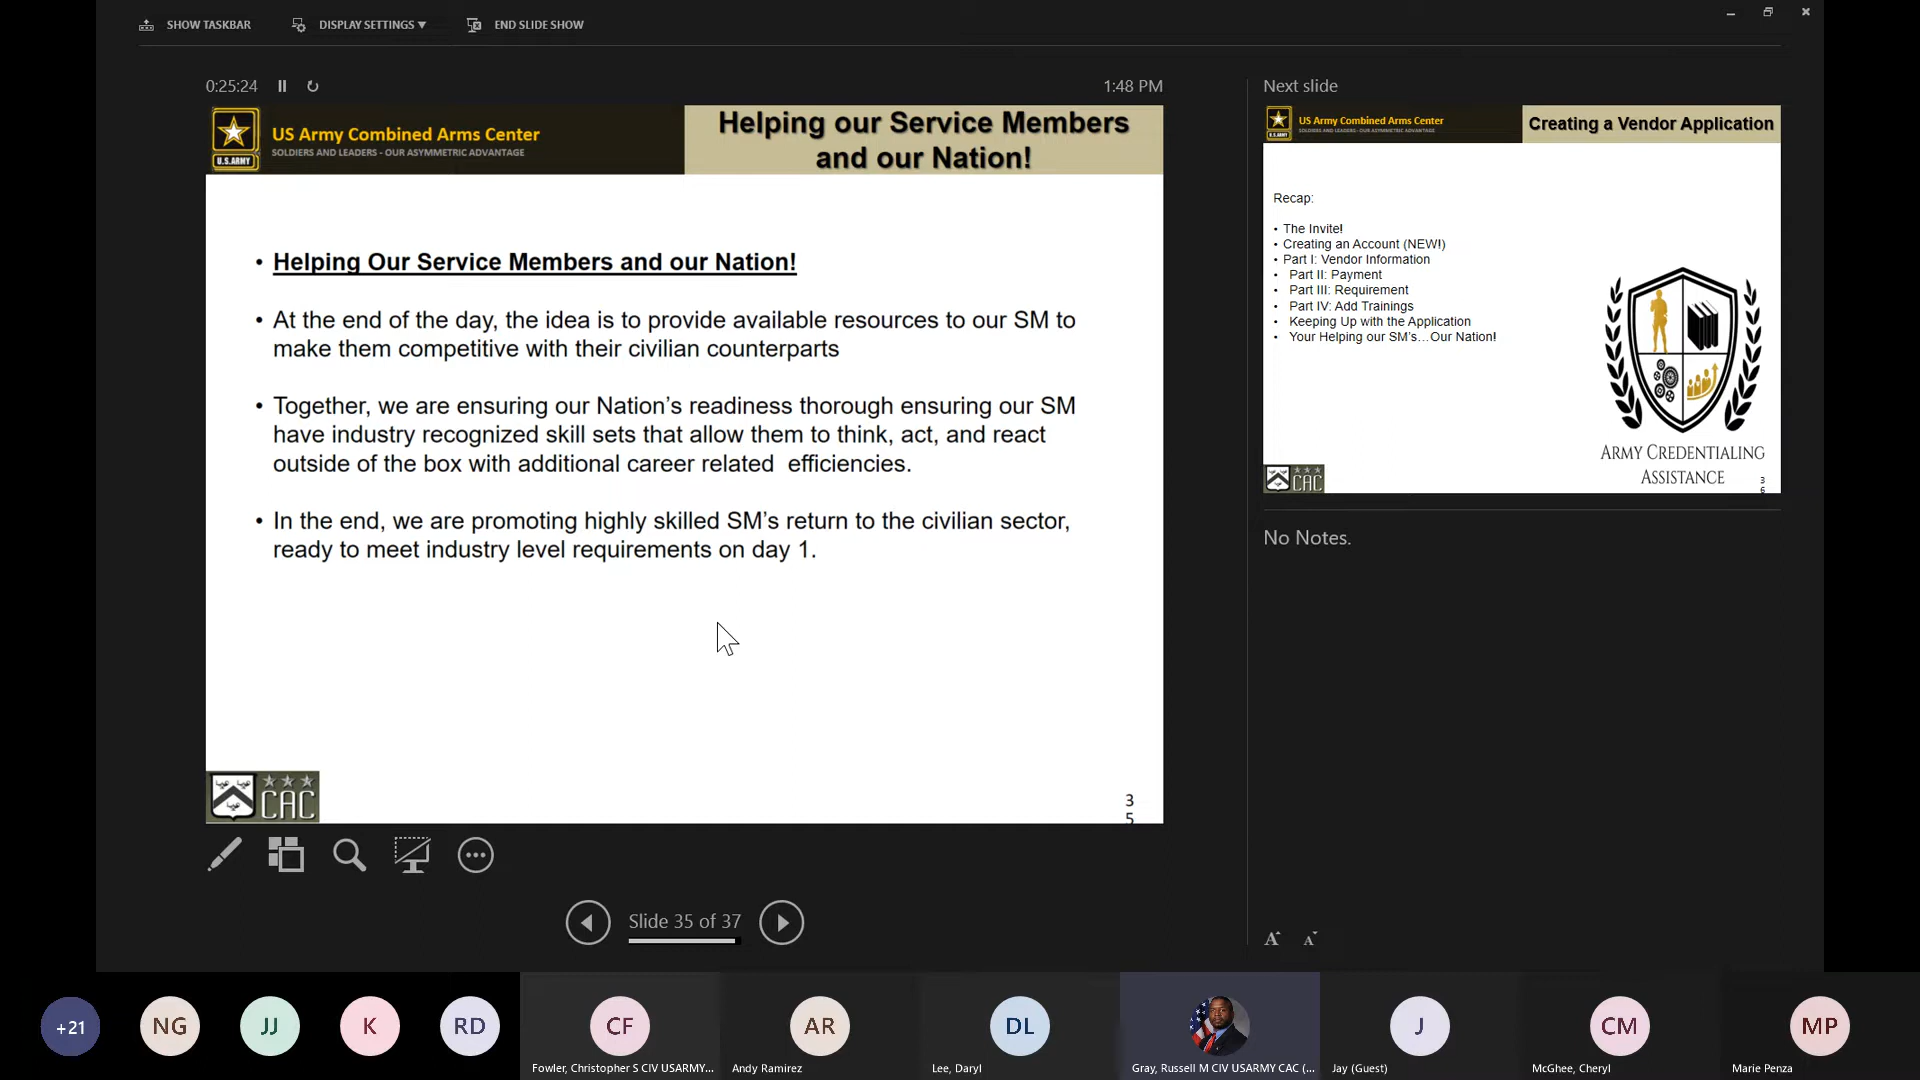 SHOW TASKBAR
DISPLAY SETTINGS ▼
END SLIDE SHOW
0:25:24
1:48 PM
US Army Combined Arms Center
SOLDIERS AND LEADERS - OUR ASYMMETRIC ADVANTAGE
U.S. ARMY
Helping our Service Members
and our Nation!
• Helping Our Service Members and our Nation!
• At the end of the day, the idea is to provide available resources to our SM to
make them competitive with their civilian counterparts
• Together, we are ensuring our Nation's readiness thorough ensuring our SM
have industry recognized skill sets that allow them to think, act, and react
outside of the box with additional career related efficiencies.
• In the end, we are promoting highly skilled SM's return to the civilian sector,
ready to meet industry level requirements on day 1.
CAC
3
5
Slide 35 of 37
Next slide
US Army Combined Arms Center
SOLDIERS AND LEADERS - OUR ASYMMETRIC ADVANTAGE
U.S. ARMY
Creating a Vendor Application
Recap:
• The Invite!
• Creating an Account (NEW!)
• Part I: Vendor Information
• Part II: Payment
• Part III: Requirement
• Part IV: Add Trainings
• Keeping Up with the Application
• Your Helping our SM's…Our Nation!
ARMY CREDENTIALING
ASSISTANCE
CAC
3
6
No Notes.
A A
+21
NG
JJ
K
RD
CF
AR
DL
J
CM
MP
Fowler, Christopher S CIV USARMY...
Andy Ramirez
Lee, Daryl
Gray, Russell M CIV USARMY CAC (...
Jay (Guest)
McGhee, Cheryl
Marie Penza